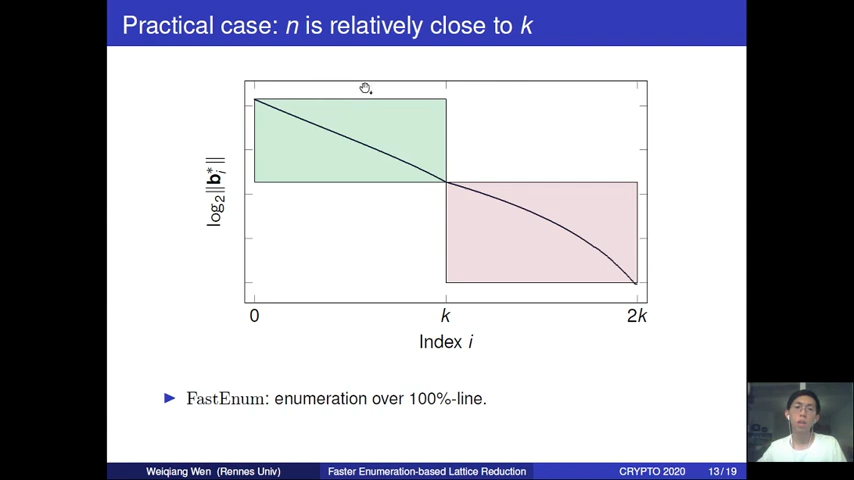 Practical case: n is relatively close to k
log₂||b*ᵢ||
0
k
2k
Index i
FastEnum: enumeration over 100%-line.
Weiqiang Wen (Rennes Univ)
Faster Enumeration-based Lattice Reduction
CRYPTO 2020
13/19